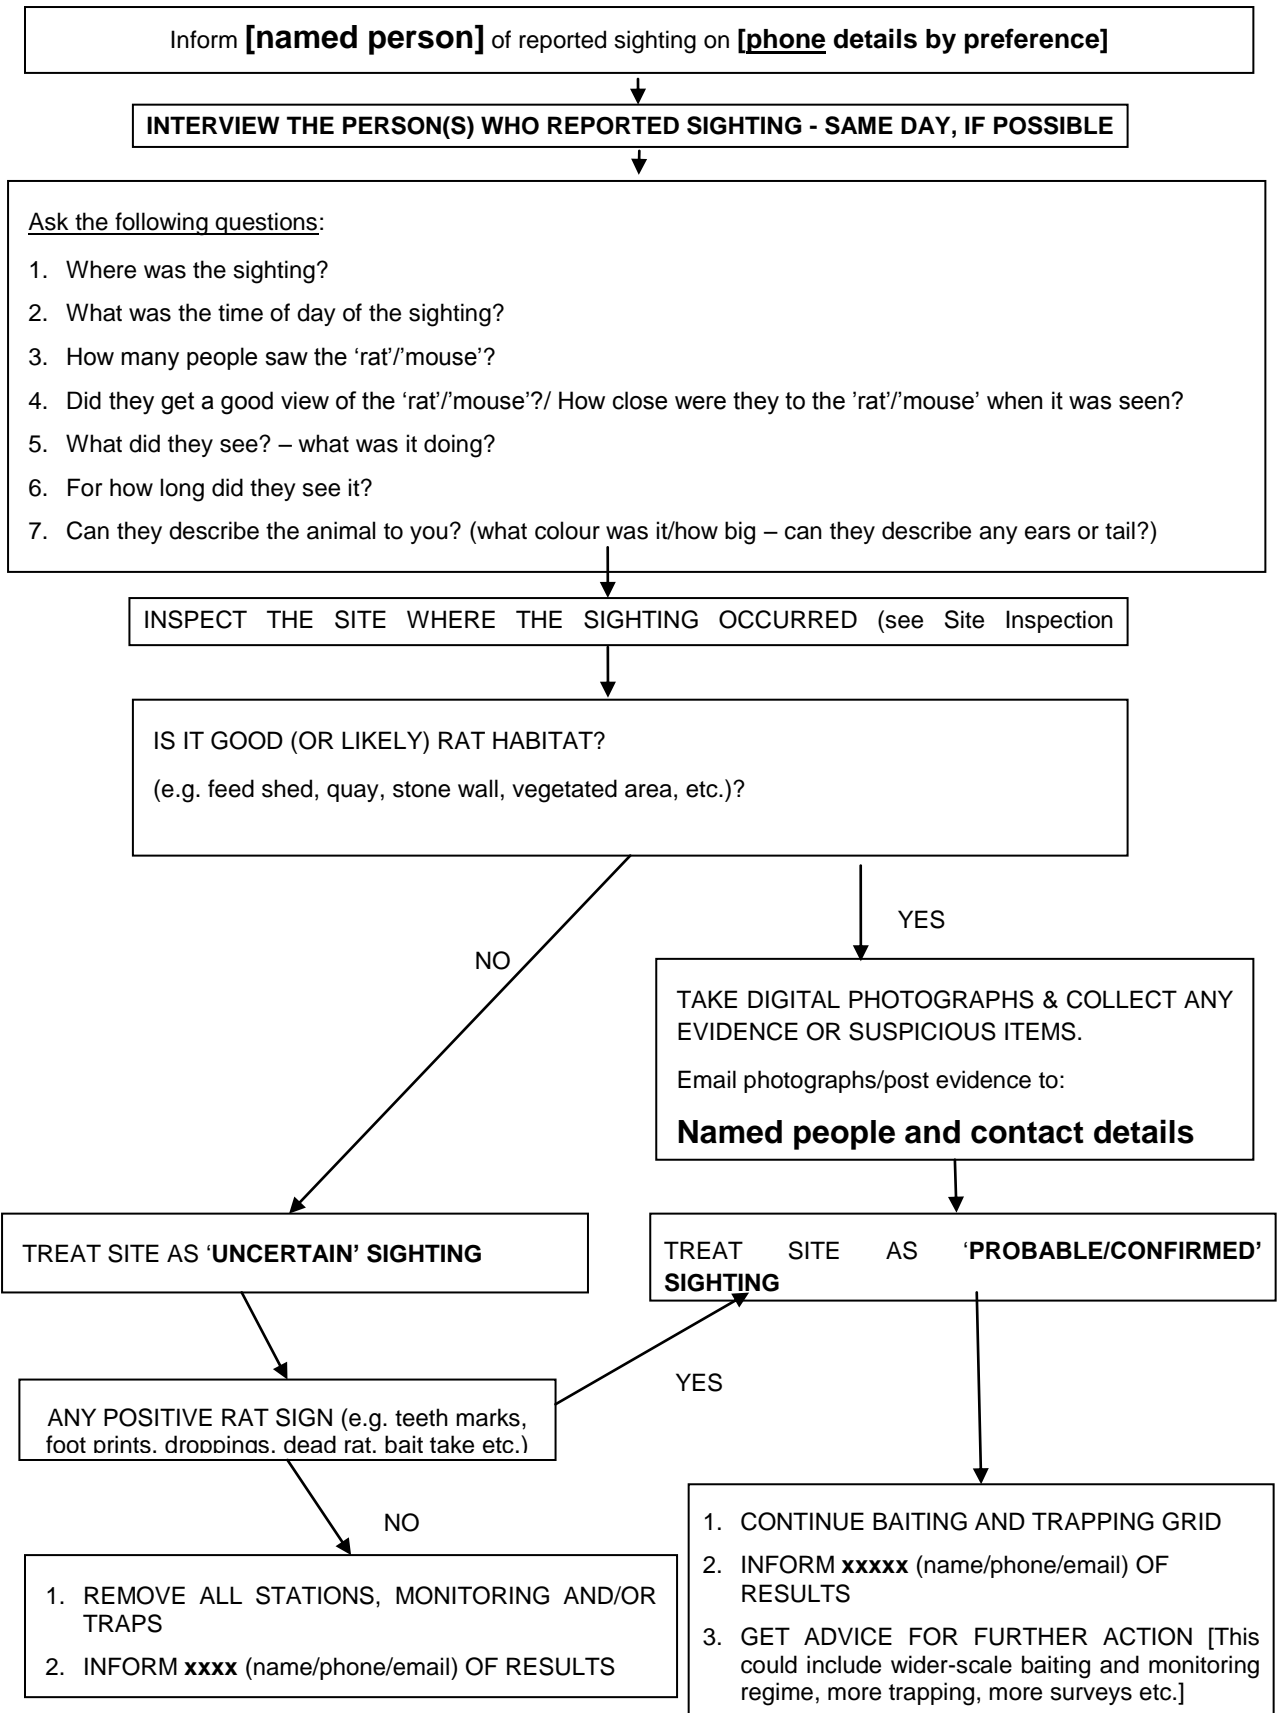 Inform [named person] of reported sighting on [phone details by preference]
INTERVIEW THE PERSON(S) WHO REPORTED SIGHTING - SAME DAY, IF POSSIBLE
Ask the following questions:
1. Where was the sighting?
2. What was the time of day of the sighting?
3. How many people saw the ‘rat’/’mouse’?
4. Did they get a good view of the ‘rat’/’mouse’?/ How close were they to the ’rat’/’mouse’ when it was seen?
5. What did they see? – what was it doing?
6. For how long did they see it?
7. Can they describe the animal to you? (what colour was it/how big – can they describe any ears or tail?)
INSPECT THE SITE WHERE THE SIGHTING OCCURRED (see Site Inspection
IS IT GOOD (OR LIKELY) RAT HABITAT?
(e.g. feed shed, quay, stone wall, vegetated area, etc.)?
YES
NO
TAKE DIGITAL PHOTOGRAPHS & COLLECT ANY
EVIDENCE OR SUSPICIOUS ITEMS.
Email photographs/post evidence to:
Named people and contact details
TREAT SITE AS ‘UNCERTAIN’ SIGHTING
TREAT SITE AS ‘PROBABLE/CONFIRMED’
SIGHTING
YES
ANY POSITIVE RAT SIGN (e.g. teeth marks,
foot prints, droppings, dead rat, bait take etc.)
NO
1. REMOVE ALL STATIONS, MONITORING AND/OR
TRAPS
2. INFORM xxxx (name/phone/email) OF RESULTS
1. CONTINUE BAITING AND TRAPPING GRID
2. INFORM xxxxx (name/phone/email) OF
RESULTS
3. GET ADVICE FOR FURTHER ACTION [This
could include wider-scale baiting and monitoring
regime, more trapping, more surveys etc.]